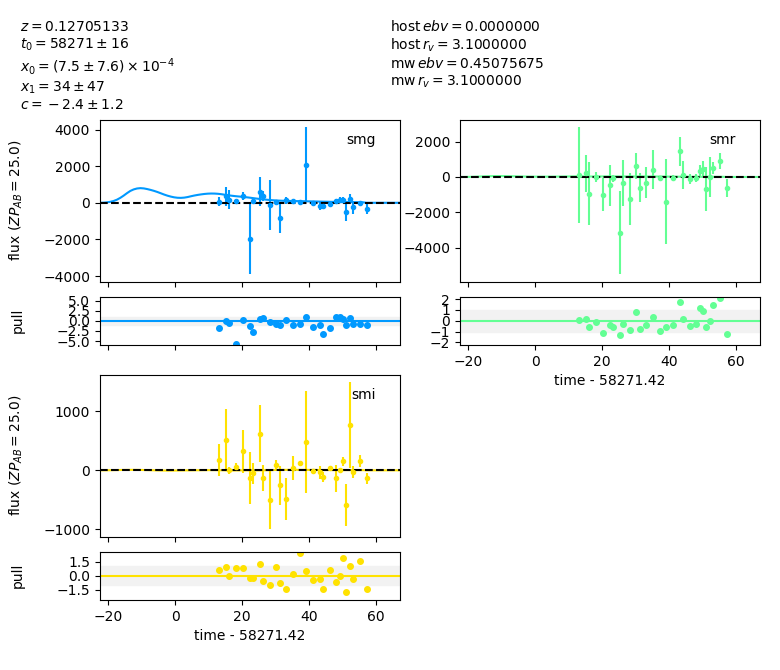 z = 0.12705133
t₀ = 58271 ± 16
x₀ = (7.5 ± 7.6) × 10⁻⁴
x₁ = 34 ± 47
c = −2.4 ± 1.2
host ebv = 0.0000000
host r_v = 3.1000000
mw ebv = 0.45075675
mw r_v = 3.1000000
smg
flux (ZP_AB = 25.0)
4000
2000
0
−2000
−4000
smr
2000
0
−2000
−4000
pull
5.0
2.5
0.0
−2.5
−5.0
2
1
0
−1
−2
−20 0 20 40 60
time - 58271.42
smi
flux (ZP_AB = 25.0)
1000
0
−1000
pull
1.5
0.0
−1.5
−20 0 20 40 60
time - 58271.42